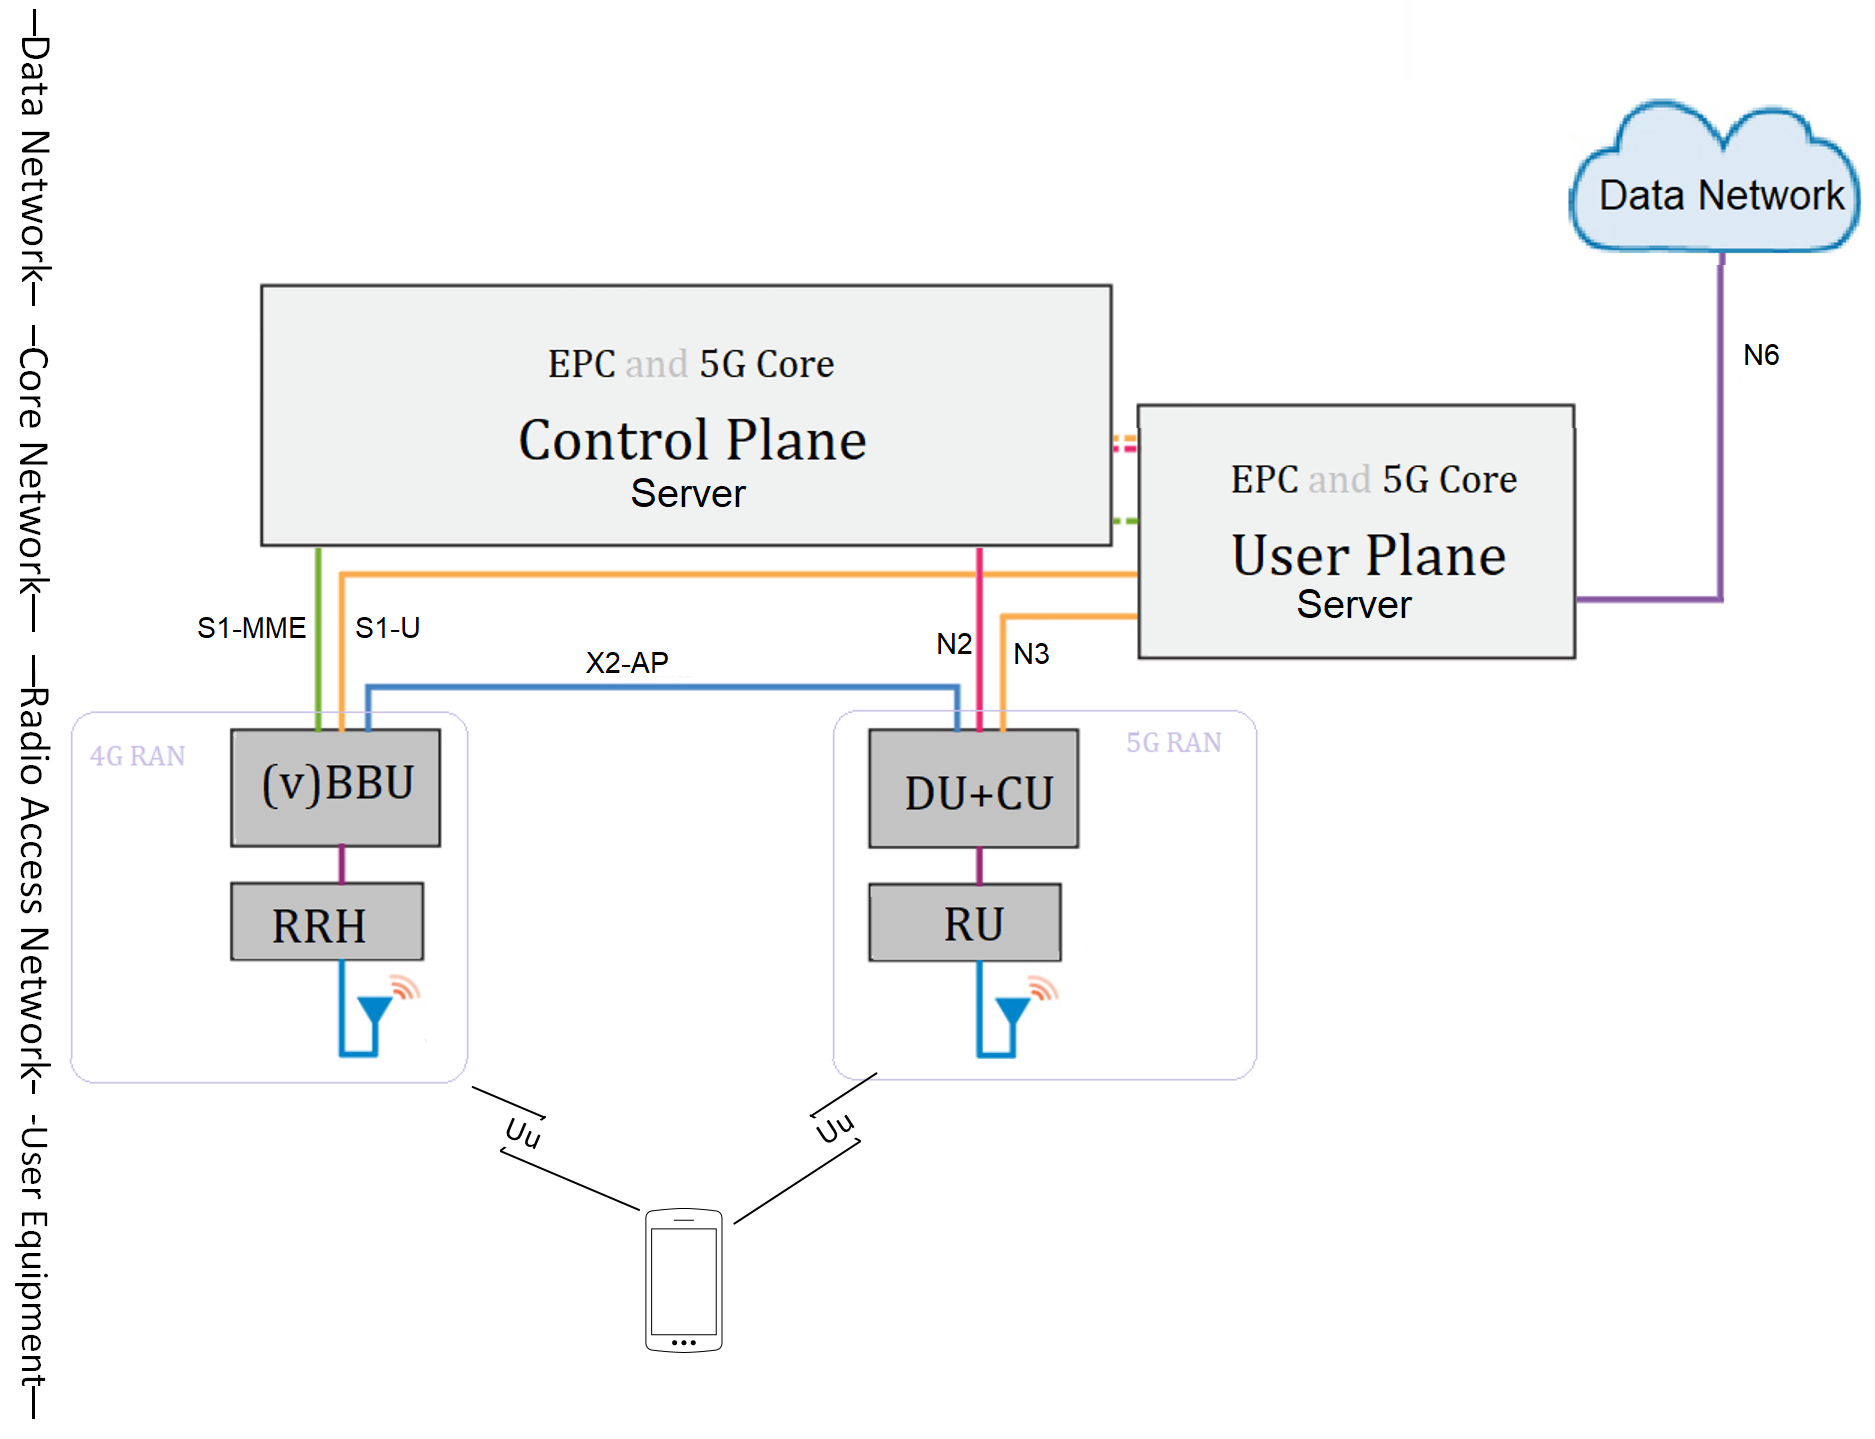 —Data Network—
—Core Network—
—Radio Access Network-
-User Equipment—
Data Network
N6
EPC and 5G Core
Control Plane
Server
EPC and 5G Core
User Plane
Server
S1-MME
S1-U
X2-AP
N2
N3
4G RAN
(v)BBU
RRH
5G RAN
DU+CU
RU
Uu
Uu